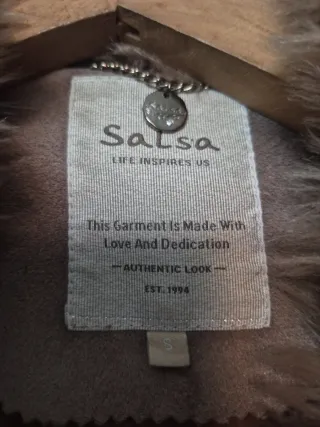 Salsa
LIFE INSPIRES US
This Garment Is Made With
Love And Dedication
— AUTHENTIC LOOK —
EST. 1994
S